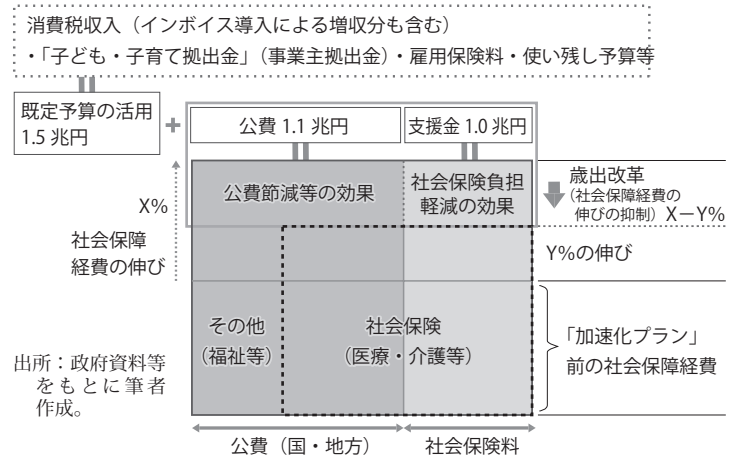 消費税収入（インボイス導入による増収分も含む）
・「子ども・子育て拠出金」（事業主拠出金）・雇用保険料・使い残し予算等
既定予算の活用
1.5 兆円
+
公費 1.1 兆円
支援金 1.0 兆円
公費節減等の効果
社会保険負担
軽減の効果
歳出改革
（社会保障経費の
伸びの抑制）X－Y%
X%
社会保障
経費の伸び
Y%の伸び
その他
（福祉等）
社会保険
（医療・介護等）
「加速化プラン」
前の社会保障経費
出所：政府資料等
をもとに筆者
作成。
公費（国・地方）
社会保険料